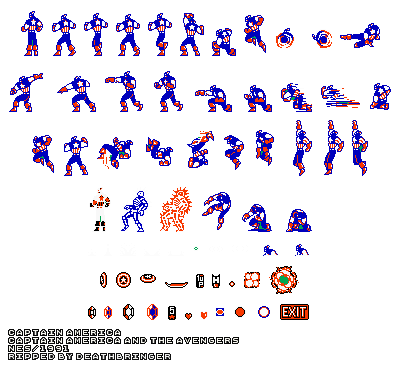 EXIT
CAPTAIN AMERICA
CAPTAIN AMERICA AND THE AVENGERS
NES/1991
RIPPED BY DEATHBRINGER